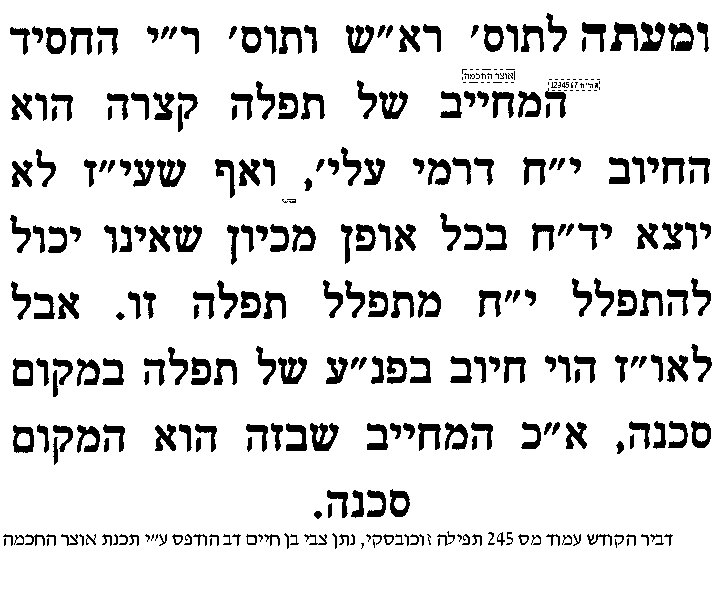 ומעתה לתוס׳ רא״ש ותוס׳ ר״י החסיד
אוצר החכמה
אח״ח 1234567
המחייב של תפלה קצרה הוא
החיוב י״ח דרמי עלי׳, ואף שעי״ז לא
יוצא יד״ח בכל אופן מכיון שאינו יכול
להתפלל י״ח מתפלל תפלה זו. אבל
לאו״ז הוי חיוב בפנ״ע של תפלה במקום
סכנה, א״כ המחייב שבזה הוא המקום
סכנה.
דביר הקודש עמוד מס 245 תפילה זוכובסקי, נתן צבי בן חיים דב הודפס ע״י תכנת אוצר החכמה